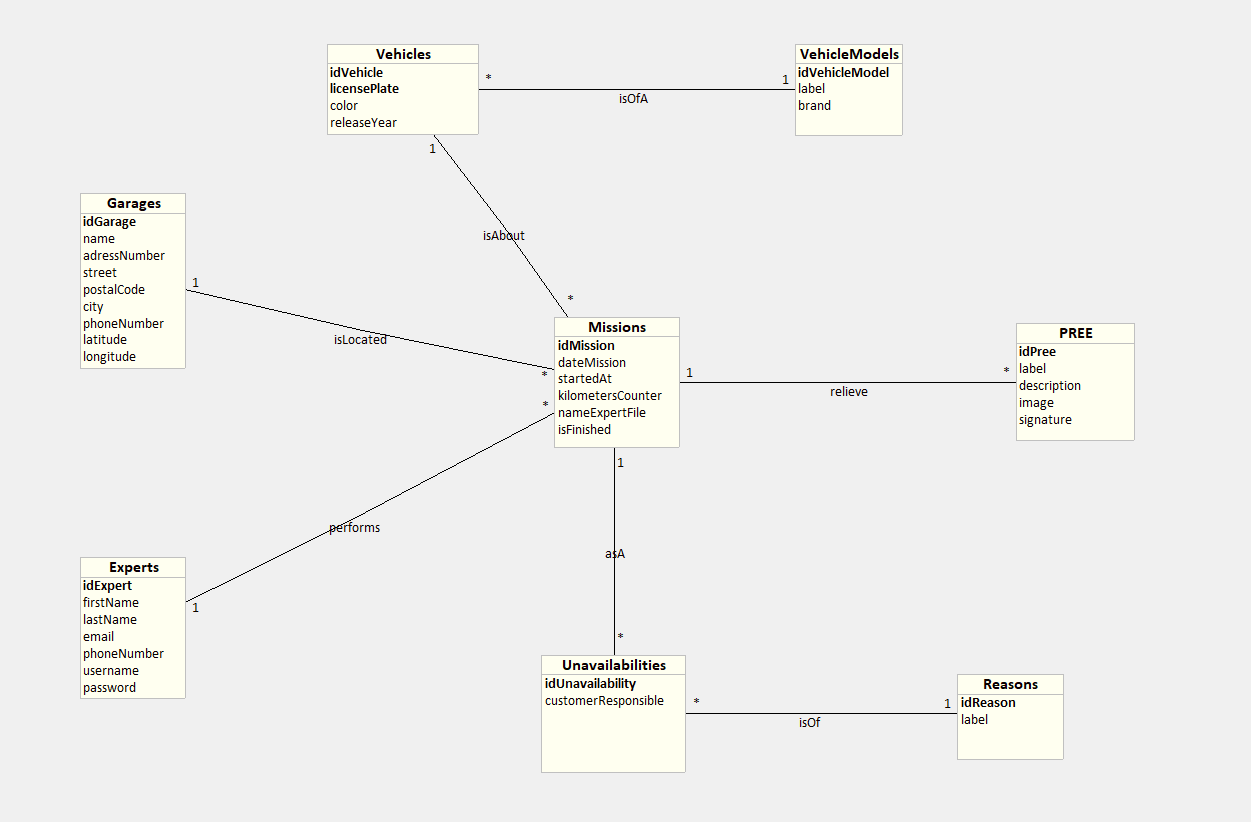 Vehicles
idVehicle
licensePlate
color
releaseYear
*
1
isOfA
VehicleModels
idVehicleModel
label
brand
1
isAbout
*
Garages
idGarage
name
adressNumber
street
postalCode
city
phoneNumber
latitude
longitude
1
isLocated
*
Missions
idMission
dateMission
startedAt
kilometersCounter
nameExpertFile
isFinished
1
relieve
*
PREE
idPree
label
description
image
signature
*
performs
1
Experts
idExpert
firstName
lastName
email
phoneNumber
username
password
1
asA
*
Unavailabilities
idUnavailability
customerResponsible
*
isOf
1
Reasons
idReason
label